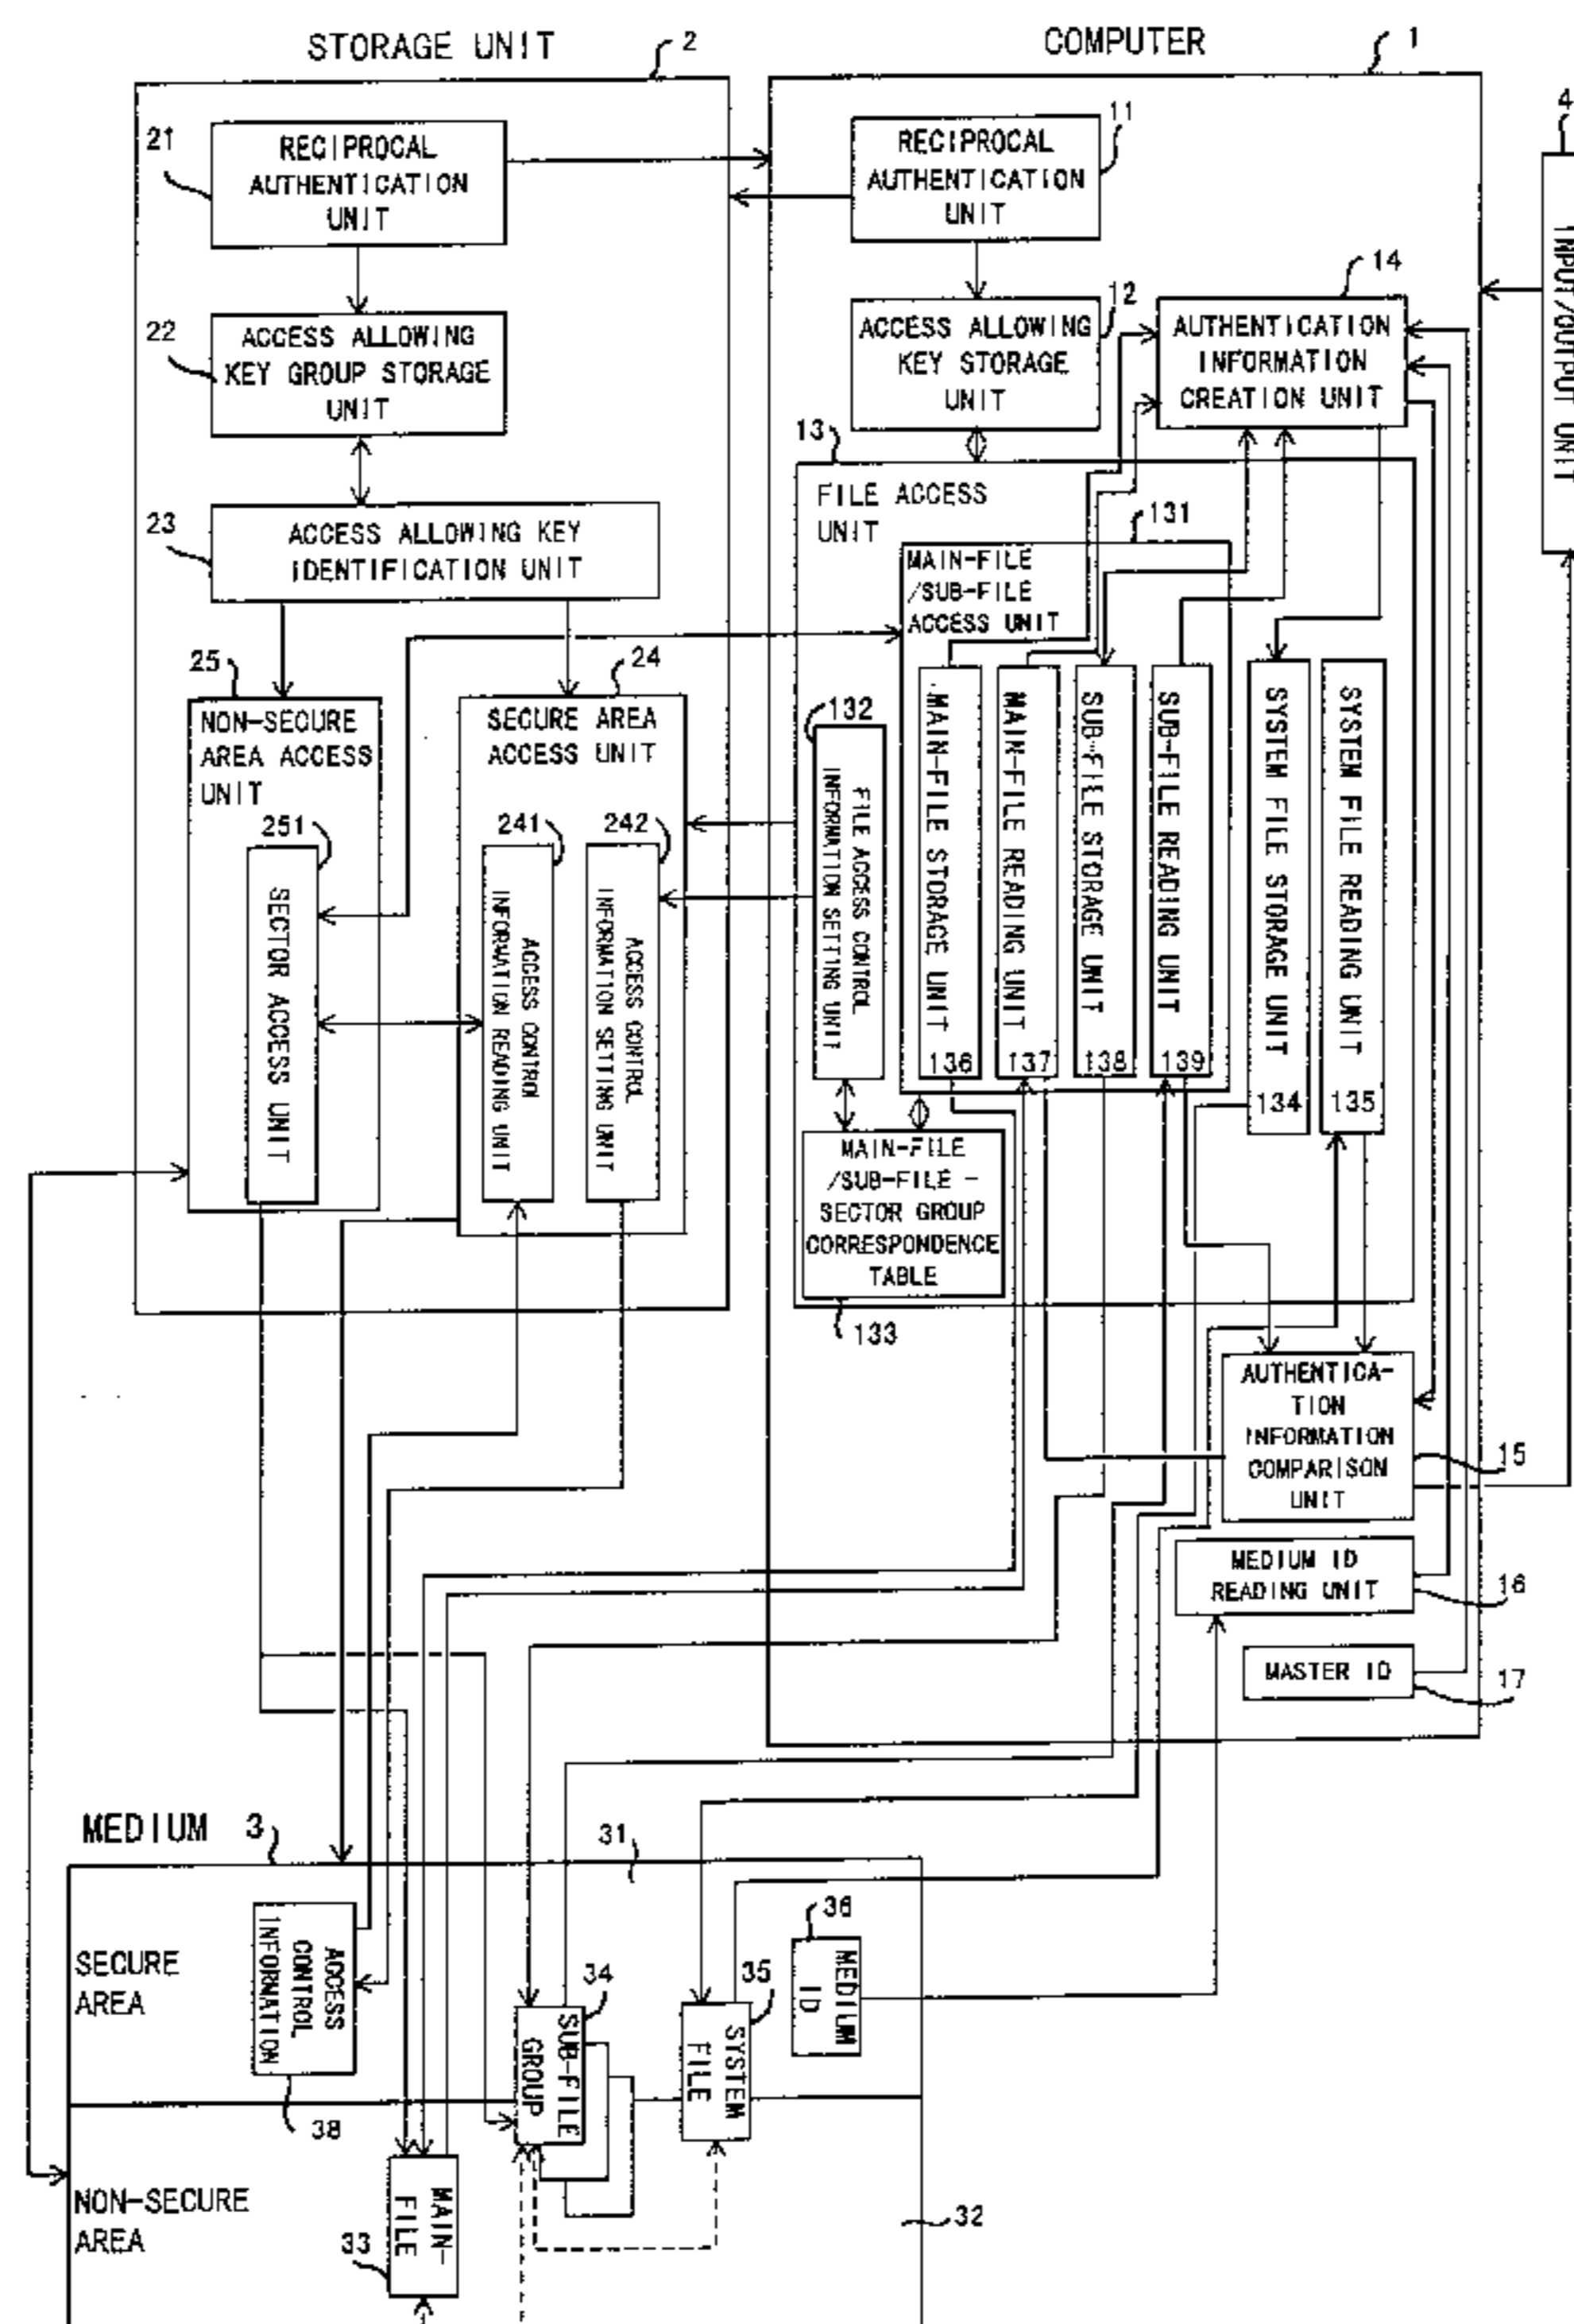 STORAGE UNIT
2
COMPUTER
1
4
21
RECIPROCAL
AUTHENTICATION
UNIT
11
RECIPROCAL
AUTHENTICATION
UNIT
INPUT/OUTPUT UNIT
22
ACCESS ALLOWING
KEY GROUP STORAGE
UNIT
12
ACCESS ALLOWING
KEY STORAGE
UNIT
14
AUTHENTICATION
INFORMATION
CREATION UNIT
23
ACCESS ALLOWING KEY
IDENTIFICATION UNIT
13
FILE ACCESS
UNIT
131
MAIN-FILE
/SUB-FILE
ACCESS UNIT
25
NON-SECURE
AREA ACCESS
UNIT
251
SECTOR ACCESS UNIT
24
SECURE AREA
ACCESS UNIT
241
ACCESS CONTROL
INFORMATION READING UNIT
242
ACCESS CONTROL
INFORMATION SETTING UNIT
132
FILE ACCESS CONTROL
INFORMATION SETTING UNIT
MAIN-FILE STORAGE UNIT
136
MAIN-FILE READING UNIT
137
SUB-FILE STORAGE UNIT
138
SUB-FILE READING UNIT
139
SYSTEM FILE STORAGE UNIT
134
SYSTEM FILE READING UNIT
135
MAIN-FILE
/SUB-FILE -
SECTOR GROUP
CORRESPONDENCE
TABLE
133
AUTHENTICA-
TION
INFORMATION
COMPARISON
UNIT
15
MEDIUM ID
READING UNIT
16
MASTER ID
17
MEDIUM
3
31
SECURE
AREA
ACCESS
CONTROL
INFORMATION
38
34
SUB-FILE
GROUP
35
SYSTEM
FILE
36
MEDIUM
ID
NON-SECURE
AREA
33
MAIN-
FILE
32